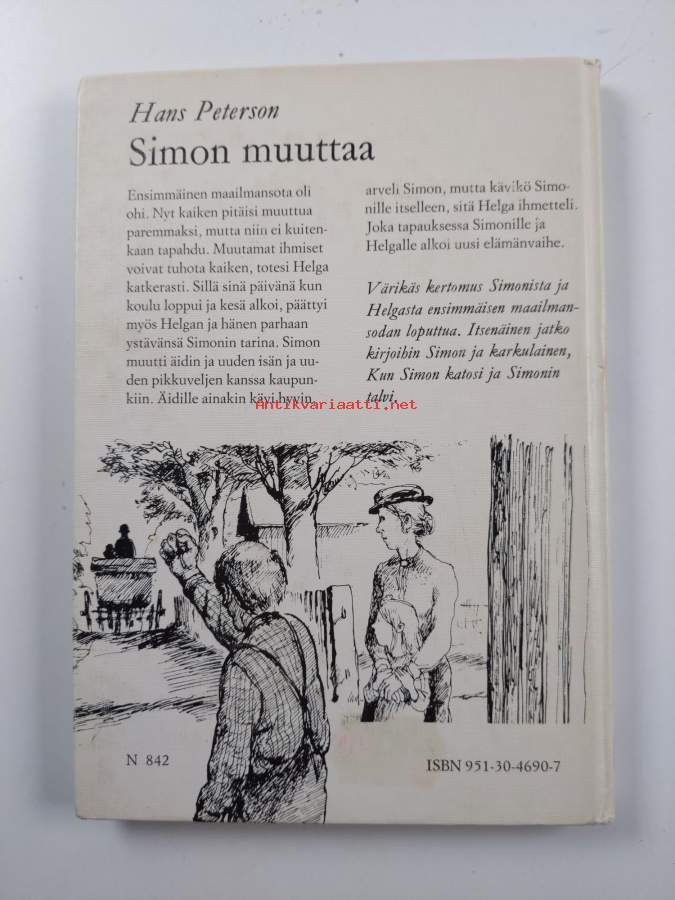 Hans Peterson
Simon muuttaa
Ensimmäinen maailmansota oli
ohi. Nyt kaiken pitäisi muuttua
paremmaksi, mutta niin ei kuiten-
kaan tapahdu. Muutamat ihmiset
voivat tuhota kaiken, totesi Helga
katkerasti. Sillä sinä päivänä kun
koulu loppui ja kesä alkoi, päättyi
myös Helgan ja hänen parhaan
ystävänsä Simonin tarina. Simon
muutti äidin ja uuden isän ja uu-
den pikkuveljen kanssa kaupun-
kiin. Äidille ainakin kävi hyvin,
arveli Simon, mutta kävikö Simo-
nille itselleen, sitä Helga ihmetteli.
Joka tapauksessa Simonille ja
Helgalle alkoi uusi elämänvaihe.
Värikäs kertomus Simonista ja
Helgasta ensimmäisen maailman-
sodan loputtua. Itsenäinen jatko
kirjoihin Simon ja karkulainen,
Kun Simon katosi ja Simonin
talvi.
Antikvariaatti.net
N 842
ISBN 951-30-4690-7